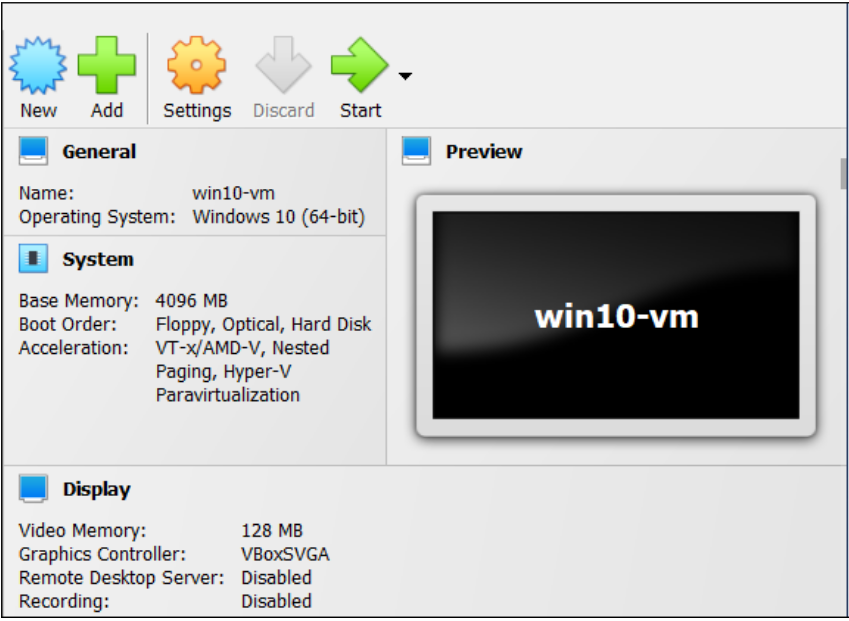 New Add Settings Discard Start
General
Name: win10-vm
Operating System: Windows 10 (64-bit)
System
Base Memory: 4096 MB
Boot Order: Floppy, Optical, Hard Disk
Acceleration: VT-x/AMD-V, Nested
Paging, Hyper-V
Paravirtualization
Preview
win10-vm
Display
Video Memory: 128 MB
Graphics Controller: VBoxSVGA
Remote Desktop Server: Disabled
Recording: Disabled